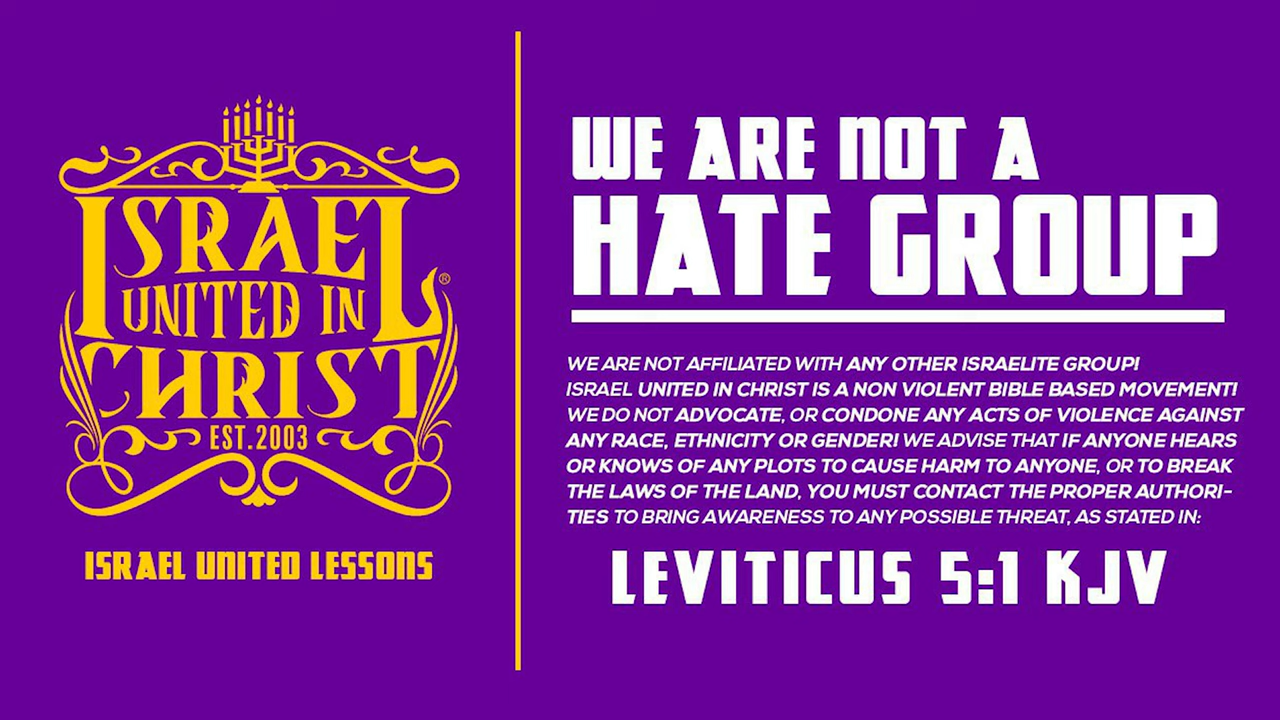 ISRAEL
UNITED IN
CHRIST®
EST.2003
ISRAEL UNITED LESSONS
WE ARE NOT A
HATE GROUP
WE ARE NOT AFFILIATED WITH ANY OTHER ISRAELITE GROUP!
ISRAEL UNITED IN CHRIST IS A NON VIOLENT BIBLE BASED MOVEMENT!
WE DO NOT ADVOCATE, OR CONDONE ANY ACTS OF VIOLENCE AGAINST
ANY RACE, ETHNICITY OR GENDER! WE ADVISE THAT IF ANYONE HEARS
OR KNOWS OF ANY PLOTS TO CAUSE HARM TO ANYONE, OR TO BREAK
THE LAWS OF THE LAND, YOU MUST CONTACT THE PROPER AUTHORI-
TIES TO BRING AWARENESS TO ANY POSSIBLE THREAT, AS STATED IN:
LEVITICUS 5:1 KJV